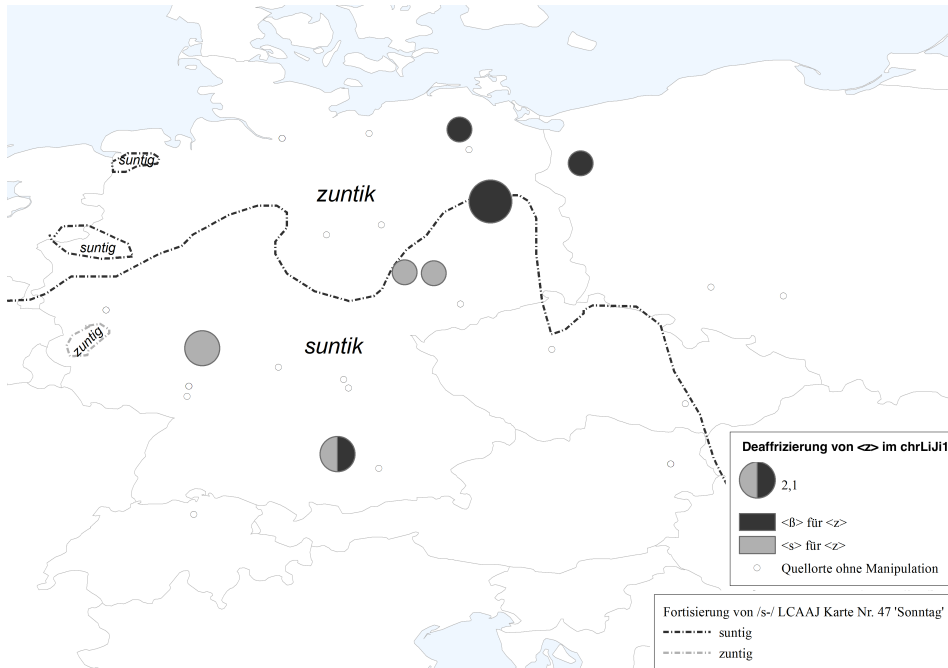 suntig
zuntik
suntig
zuntig
suntik
Deaffrizierung von <z> im chrLiJi1
2,1
<ß> für <z>
<s> für <z>
Quellorte ohne Manipulation
Fortisierung von /s-/ LCAAJ Karte Nr. 47 'Sonntag'
suntig
zuntig